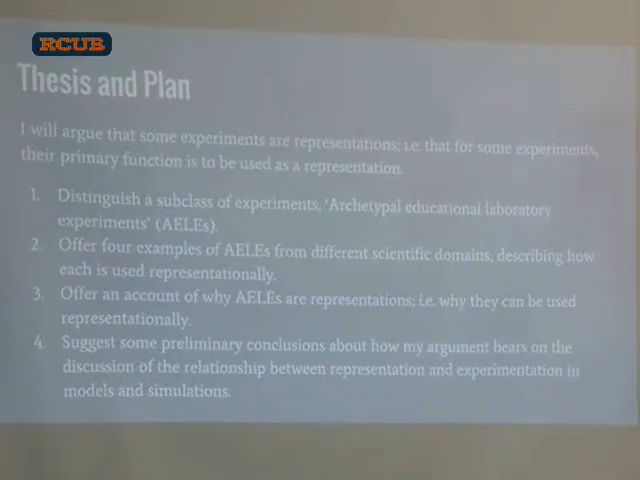 RCUB
Thesis and Plan
I will argue that some experiments are representations; i.e. that for some experiments,
their primary function is to be used as a representation.
1. Distinguish a subclass of experiments, 'Archetypal educational laboratory
experiments' (AELEs).
2. Offer four examples of AELEs from different scientific domains, describing how
each is used representationally.
3. Offer an account of why AELEs are representations; i.e. why they can be used
representationally.
4. Suggest some preliminary conclusions about how my argument bears on the
discussion of the relationship between representation and experimentation in
models and simulations.